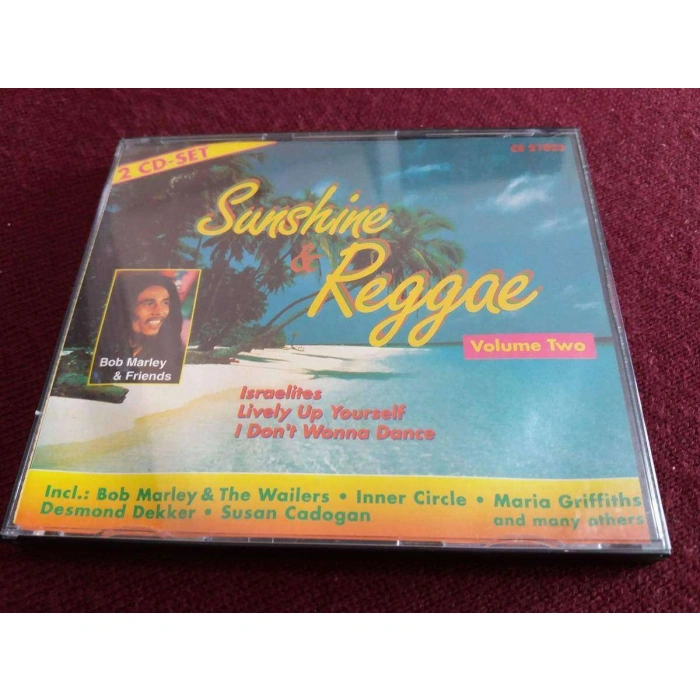 2 CD-SET
Sunshine
& Reggae
Volume Two
Bob Marley
& Friends
Israelites
Lively Up Yourself
I Don't Wonna Dance
Incl.: Bob Marley & The Wailers • Inner Circle • Maria Griffiths
Desmond Dekker • Susan Cadogan and many others